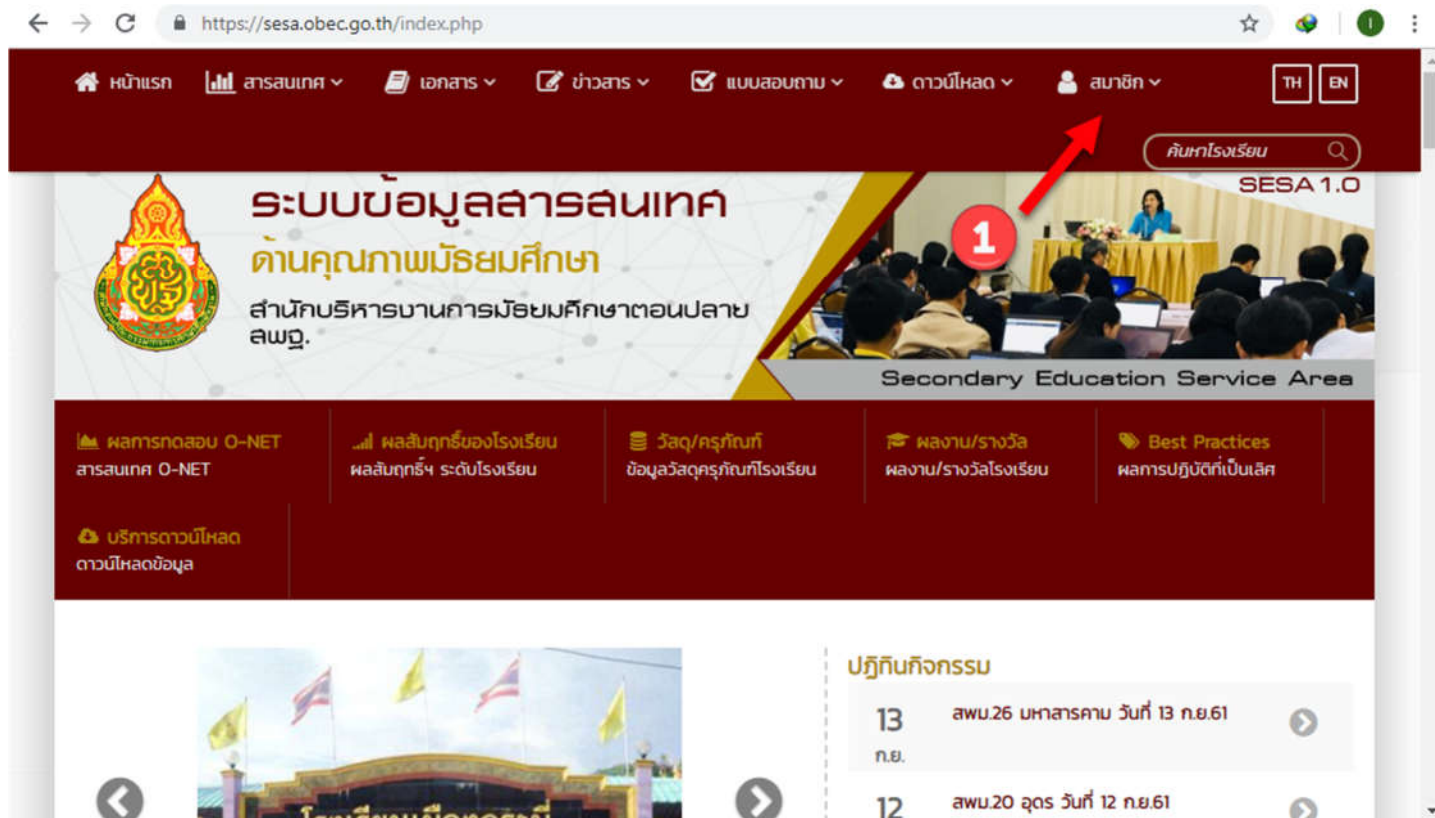 https://sesa.obec.go.th/index.php
I
หน้าแรก สารสนเทศ เอกสาร ข่าวสาร แบบสอบถาม ดาวน์โหลด สมาชิก TH EN
ค้นหาโรงเรียน
1
SESA 1.0
ระบบข้อมูลสารสนเทศ
ด้านคุณภาพมัธยมศึกษา
สำนักบริหารงานการมัธยมศึกษาตอนปลาย
สพฐ.
Secondary Education Service Area
ผลการทดสอบ O-NET
สารสนเทศ O-NET
ผลสัมฤทธิ์ของโรงเรียน
ผลสัมฤทธิ์ฯ ระดับโรงเรียน
วัสดุ/ครุภัณฑ์
ข้อมูลวัสดุครุภัณฑ์โรงเรียน
ผลงาน/รางวัล
ผลงาน/รางวัลโรงเรียน
Best Practices
ผลการปฏิบัติที่เป็นเลิศ
บริการดาวน์โหลด
ดาวน์โหลดข้อมูล
ปฎิทินกิจกรรม
13 สพม.26 มหาสารคาม วันที่ 13 ก.ย.61
ก.ย.
12 สพม.20 อุดร วันที่ 12 ก.ย.61